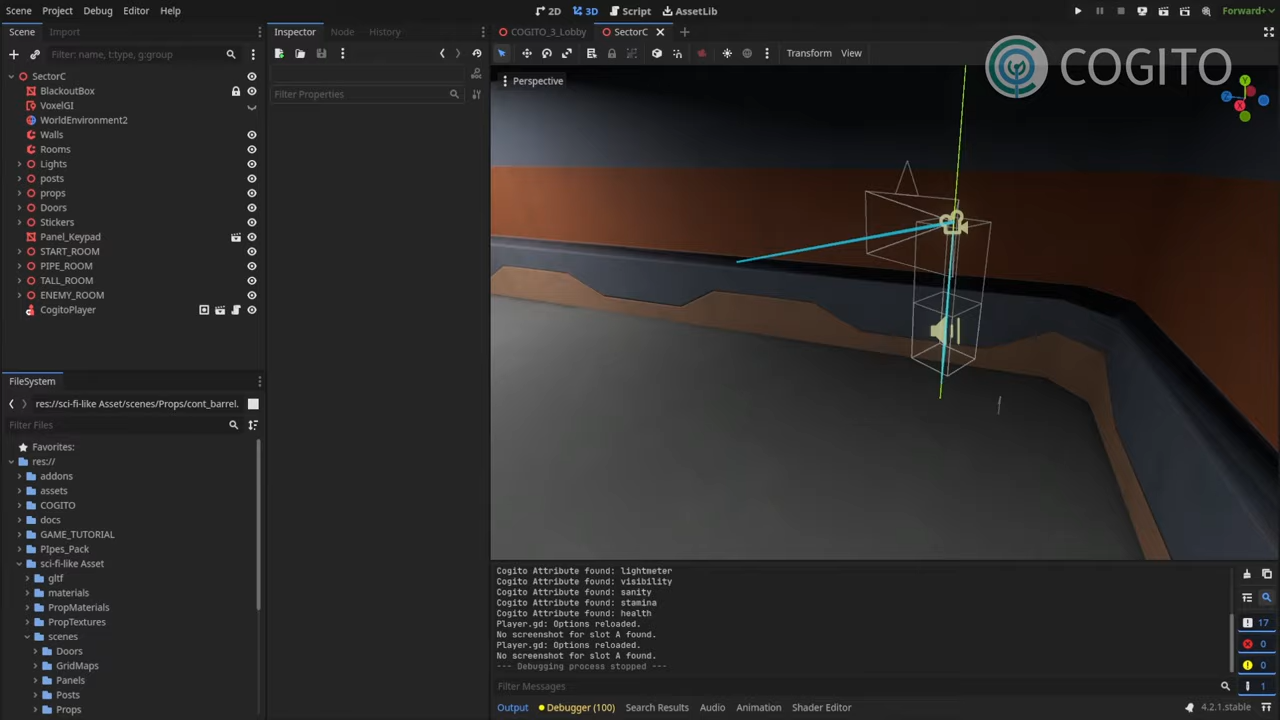 Scene Project Debug Editor Help
2D 3D Script AssetLib
Forward+
Scene Import
Filter: name, t:type, g:group
SectorC
BlackoutBox
VoxelGI
WorldEnvironment2
Walls
Rooms
Lights
posts
props
Doors
Stickers
Panel_Keypad
START_ROOM
PIPE_ROOM
TALL_ROOM
ENEMY_ROOM
CogitoPlayer
FileSystem
res://sci-fi-like Asset/scenes/Props/cont_barrel.
Filter Files
Favorites:
res://
addons
assets
COGITO
docs
GAME_TUTORIAL
PIpes_Pack
sci-fi-like Asset
gltf
materials
PropMaterials
PropTextures
scenes
Doors
GridMaps
Panels
Posts
Props
Inspector Node History
Filter Properties
COGITO_3_Lobby SectorC
Transform View
Perspective
COGITO
Y
Z
X
Cogito Attribute found: lightmeter
Cogito Attribute found: visibility
Cogito Attribute found: sanity
Cogito Attribute found: stamina
Cogito Attribute found: health
Player.gd: Options reloaded.
No screenshot for slot A found.
Player.gd: Options reloaded.
No screenshot for slot A found.
--- Debugging process stopped ---
17
0
0
1
Filter Messages
Output Debugger (100) Search Results Audio Animation Shader Editor
4.2.1.stable